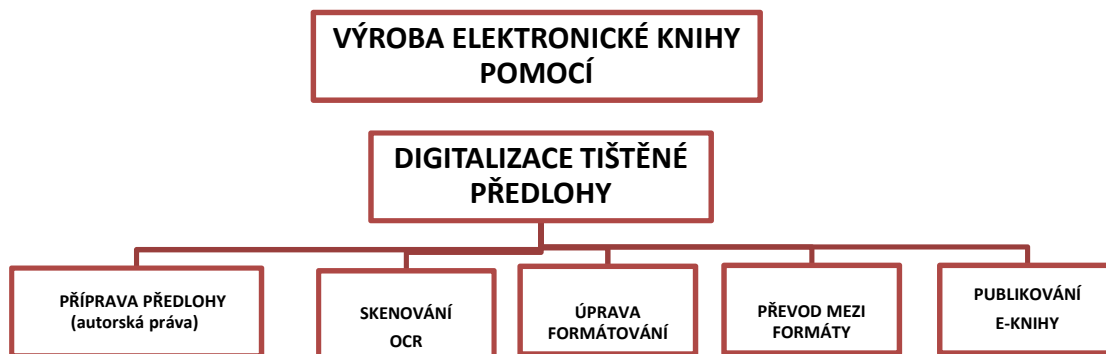 VÝROBA ELEKTRONICKÉ KNIHY
POMOCÍ
DIGITALIZACE TIŠTĚNÉ
PŘEDLOHY
PŘÍPRAVA PŘEDLOHY
(autorská práva)
SKENOVÁNÍ
OCR
ÚPRAVA
FORMÁTOVÁNÍ
PŘEVOD MEZI
FORMÁTY
PUBLIKOVÁNÍ
E-KNIHY